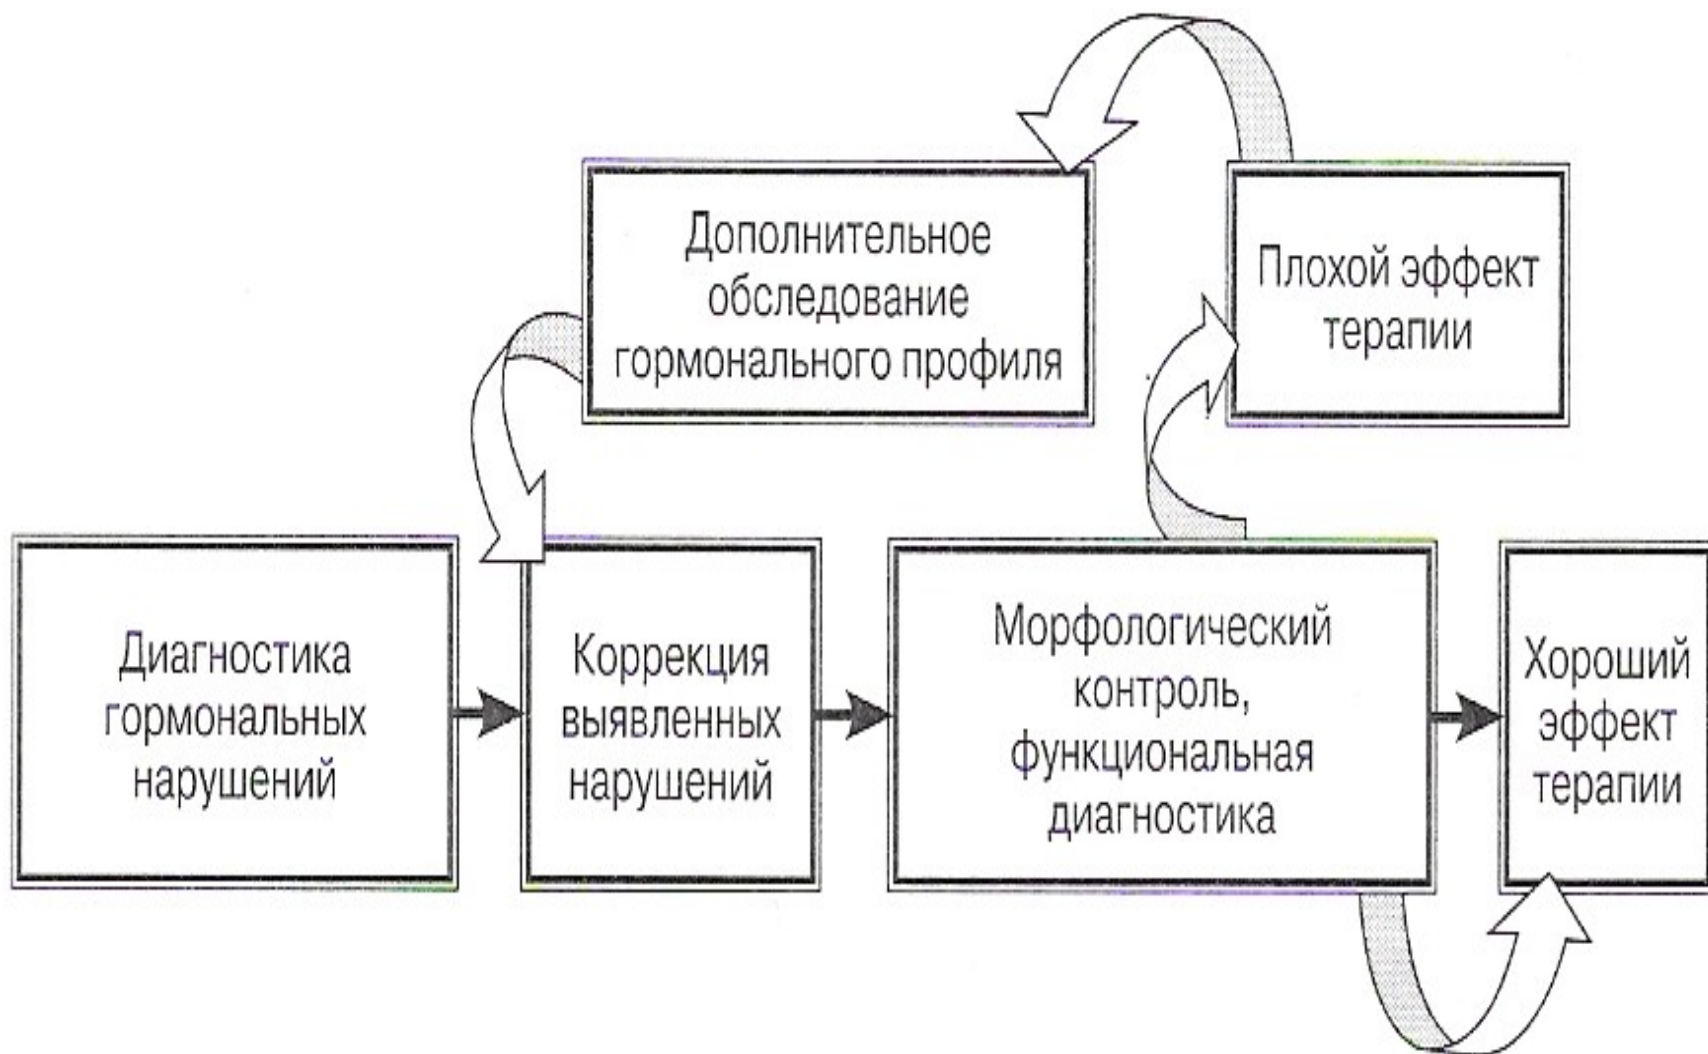 Дополнительное
обследование
гормонального профиля
Плохой эффект
терапии
Диагностика
гормональных
нарушений
Коррекция
выявленных
нарушений
Морфологический
контроль,
функциональная
диагностика
Хороший
эффект
терапии